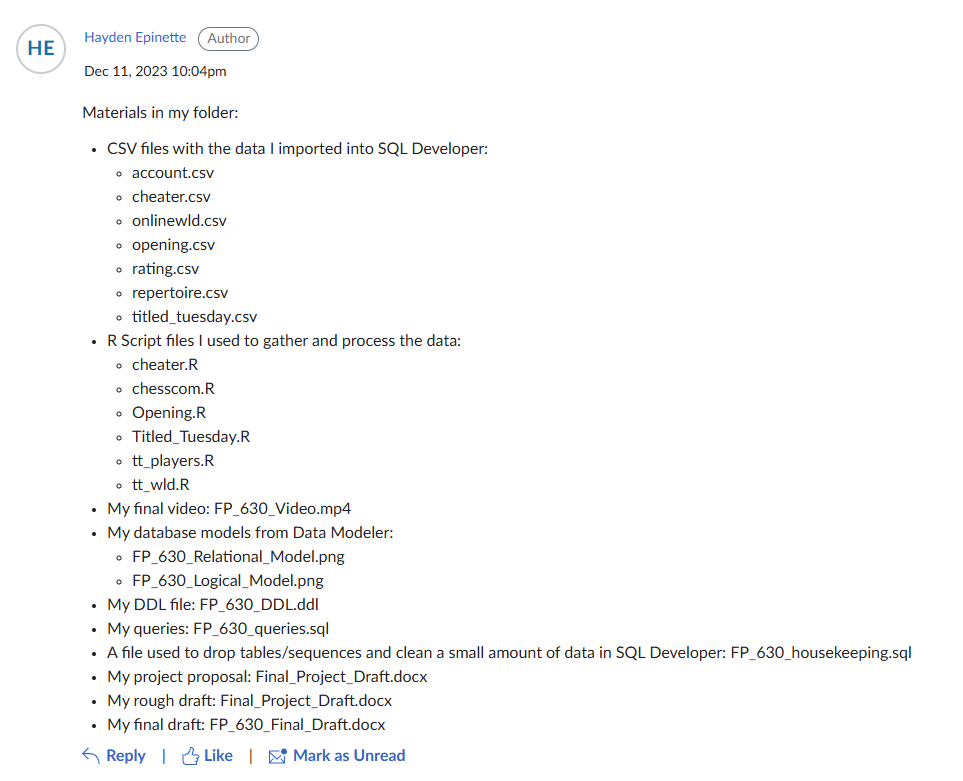 HE
Hayden Epinette Author
Dec 11, 2023 10:04pm
Materials in my folder:
CSV files with the data I imported into SQL Developer:
account.csv
cheater.csv
onlinewld.csv
opening.csv
rating.csv
repertoire.csv
titled_tuesday.csv
R Script files I used to gather and process the data:
cheater.R
chesscom.R
Opening.R
Titled_Tuesday.R
tt_players.R
tt_wld.R
My final video: FP_630_Video.mp4
My database models from Data Modeler:
FP_630_Relational_Model.png
FP_630_Logical_Model.png
My DDL file: FP_630_DDL.ddl
My queries: FP_630_queries.sql
A file used to drop tables/sequences and clean a small amount of data in SQL Developer: FP_630_housekeeping.sql
My project proposal: Final_Project_Draft.docx
My rough draft: Final_Project_Draft.docx
My final draft: FP_630_Final_Draft.docx
Reply | Like | Mark as Unread